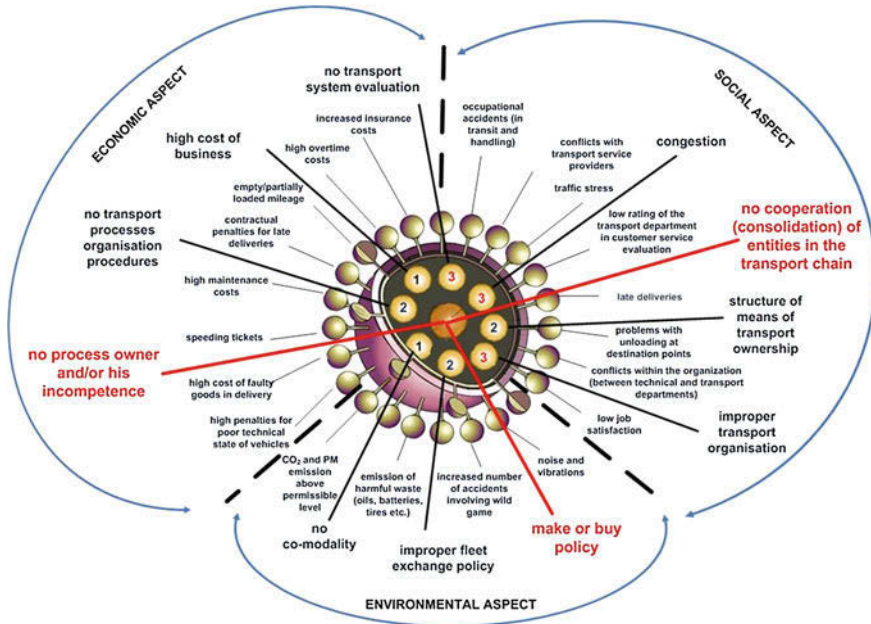 ECONOMIC ASPECT
SOCIAL ASPECT
no transport
system evaluation
occupational
accidents (in
transit and
handling)
increased insurance
costs
high cost of
business
high overtime
costs
conflicts with
transport service
providers
congestion
traffic stress
empty/partially
loaded mileage
no transport
processes
organisation
procedures
contractual
penalties for late
deliveries
low rating of the
transport department
in customer service
evaluation
no cooperation
(consolidation) of
entities in the
transport chain
high maintenance
costs
late deliveries
structure of
means of
transport
ownership
speeding tickets
problems with
unloading at
destination points
no process owner
and/or his
incompetence
high cost of faulty
goods in delivery
conflicts within the organization
(between technical and transport
departments)
high penalties for
poor technical
state of vehicles
low job
satisfaction
improper
transport
organisation
CO₂ and PM
emission
above
permissible
level
emission of
harmful waste
(oils, batteries,
tires etc.)
increased number
of accidents
involving wild
game
noise and
vibrations
no
co-modality
improper fleet
exchange policy
make or buy
policy
ENVIRONMENTAL ASPECT
1
3
3
2
2
1
2
3